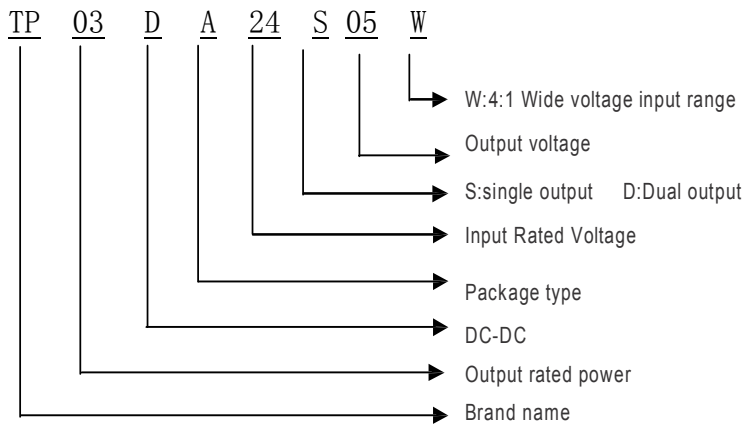 TP 03 D A 24 S 05 W
W:4:1 Wide voltage input range
Output voltage
S:single output D:Dual output
Input Rated Voltage
Package type
DC-DC
Output rated power
Brand name